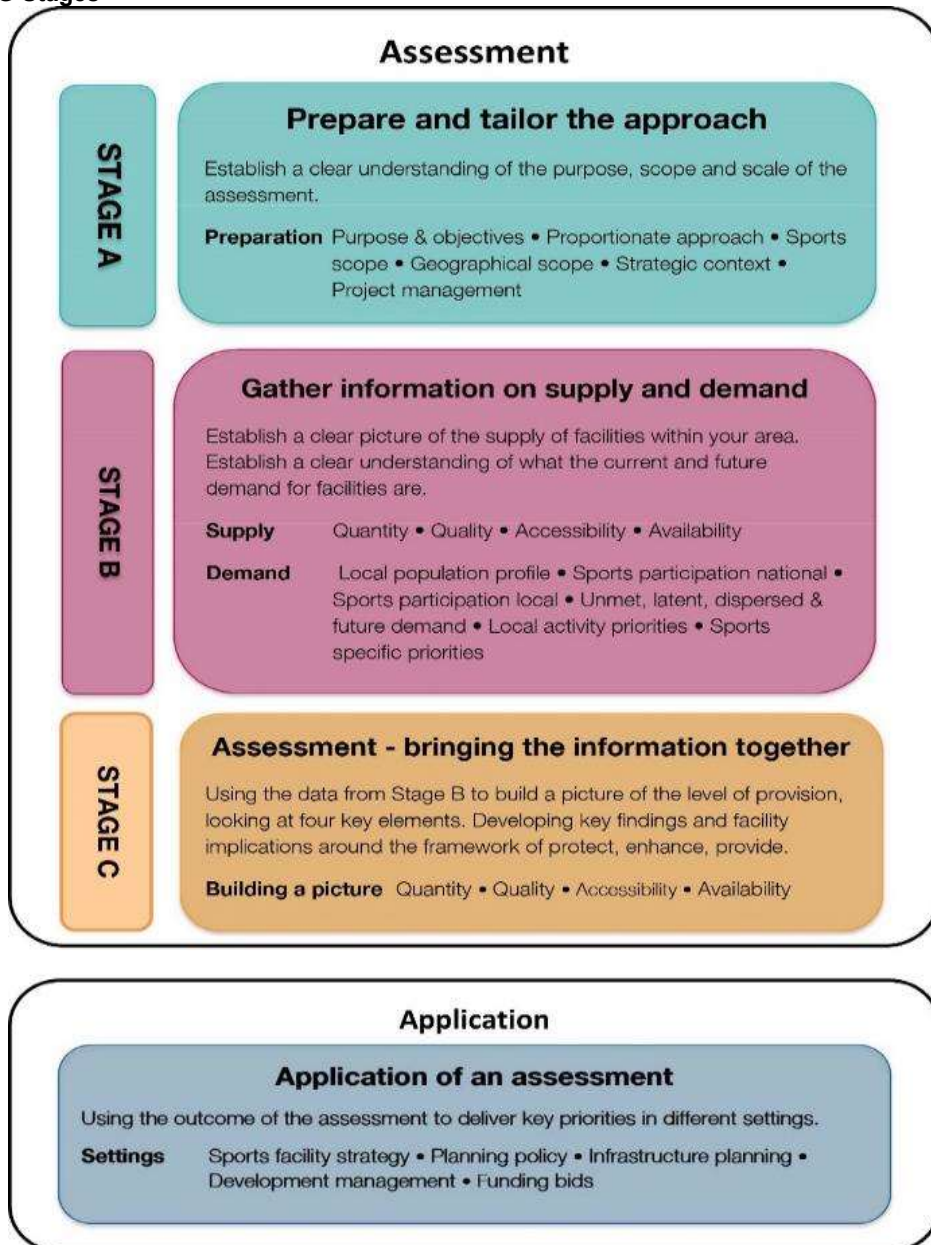 Stages
Assessment
STAGE A
Prepare and tailor the approach
Establish a clear understanding of the purpose, scope and scale of the
assessment.
Preparation Purpose & objectives • Proportionate approach • Sports
scope • Geographical scope • Strategic context •
Project management
STAGE B
Gather information on supply and demand
Establish a clear picture of the supply of facilities within your area.
Establish a clear understanding of what the current and future
demand for facilities are.
Supply Quantity • Quality • Accessibility • Availability
Demand Local population profile • Sports participation national •
Sports participation local • Unmet, latent, dispersed &
future demand • Local activity priorities • Sports
specific priorities
STAGE C
Assessment - bringing the information together
Using the data from Stage B to build a picture of the level of provision,
looking at four key elements. Developing key findings and facility
implications around the framework of protect, enhance, provide.
Building a picture Quantity • Quality • Accessibility • Availability
Application
Application of an assessment
Using the outcome of the assessment to deliver key priorities in different settings.
Settings Sports facility strategy • Planning policy • Infrastructure planning •
Development management • Funding bids